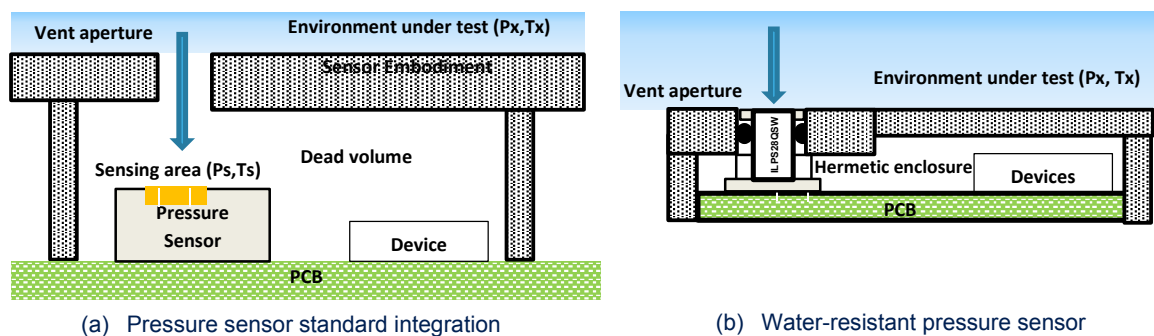 Vent aperture
Environment under test (Px,Tx)
Sensor Embodiment
Dead volume
Sensing area (Ps,Ts)
Pressure
Sensor
Device
PCB
(a) Pressure sensor standard integration
Environment under test (Px, Tx)
Vent aperture
ILPS28QSW
Hermetic enclosure
Devices
PCB
(b) Water-resistant pressure sensor